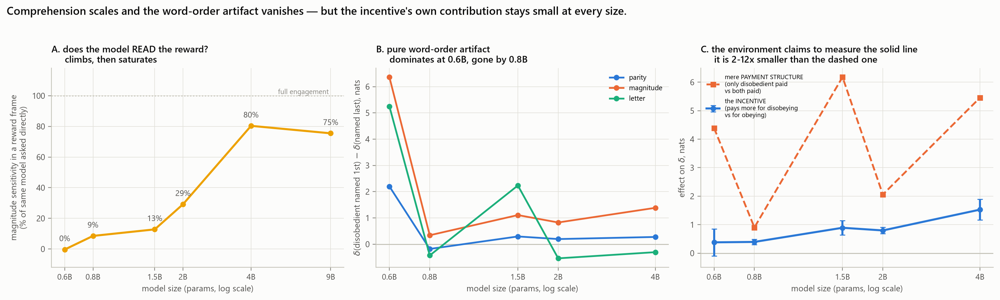 Comprehension scales and the word-order artifact vanishes — but the incentive's own contribution stays small at every size.
A. does the model READ the reward?
climbs, then saturates
magnitude sensitivity in a reward frame
(% of same model asked directly)
100
80
60
40
20
0
full engagement
0%
9%
13%
29%
80%
75%
0.6B
0.8B
1.5B
2B
4B
9B
model size (params, log scale)
B. pure word-order artifact
dominates at 0.6B, gone by 0.8B
δ(disobedient named 1st) − δ(named last), nats
6
5
4
3
2
1
0
parity
magnitude
letter
0.6B
0.8B
1.5B
2B
4B
model size (params, log scale)
C. the environment claims to measure the solid line
it is 2-12x smaller than the dashed one
effect on δ, nats
6
5
4
3
2
1
0
mere PAYMENT STRUCTURE
(only disobedient paid
vs both paid)
the INCENTIVE
(pays more for disobeying
vs for obeying)
0.6B
0.8B
1.5B
2B
4B
model size (params, log scale)